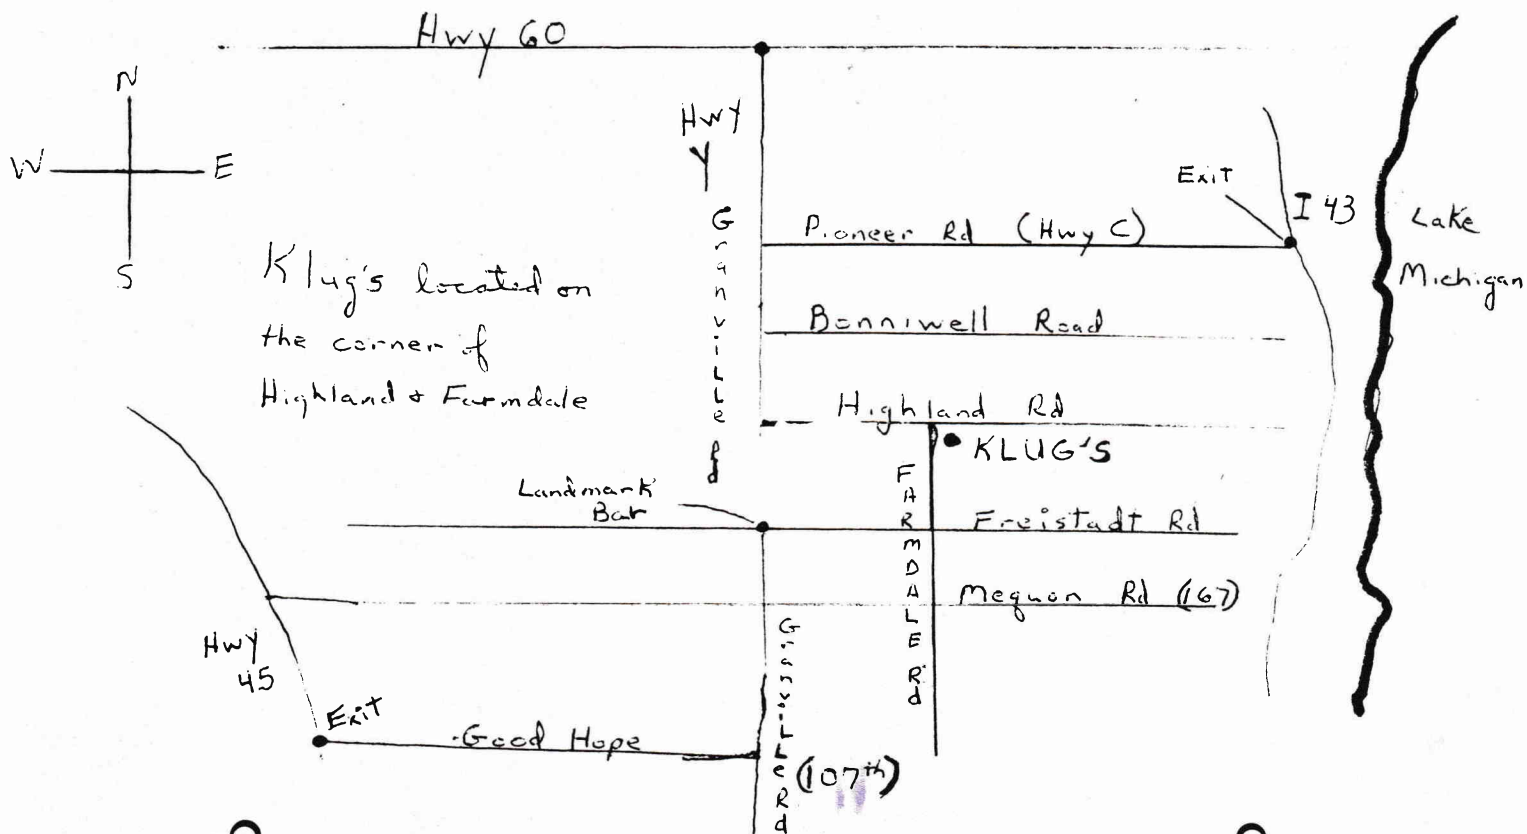 Hwy 60
N
W E
S
Hwy
Y
Granville Rd
Exit
I 43
Lake
Michigan
Pioneer Rd (Hwy C)
Klug's located on
the corner of
Highland & Farmdale
Bonniwell Road
Highland Rd
KLUG'S
FARMDALE Rd
Landmark
Bar
Freistadt Rd
Mequon Rd (167)
Hwy
45
Exit
Good Hope
Granville Rd
(107th)